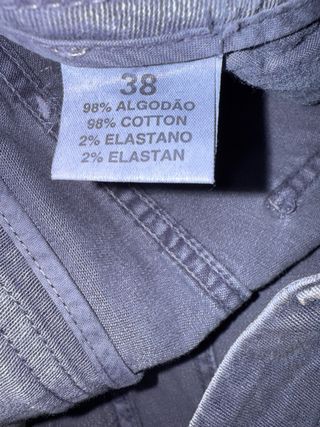 38
98% ALGODÃO
98% COTTON
2% ELASTANO
2% ELASTAN